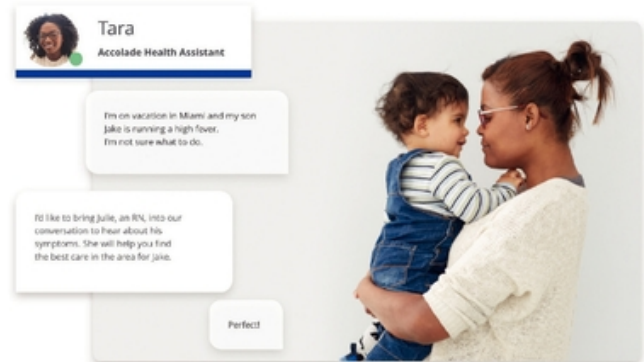 Tara
Accolade Health Assistant
I'm on vacation in Miami and my son
Jake is running a high fever.
I'm not sure what to do.
I'd like to bring Julie, an RN, into our
conversation to hear about his
symptoms. She will help you find
the best care in the area for Jake.
Perfect!